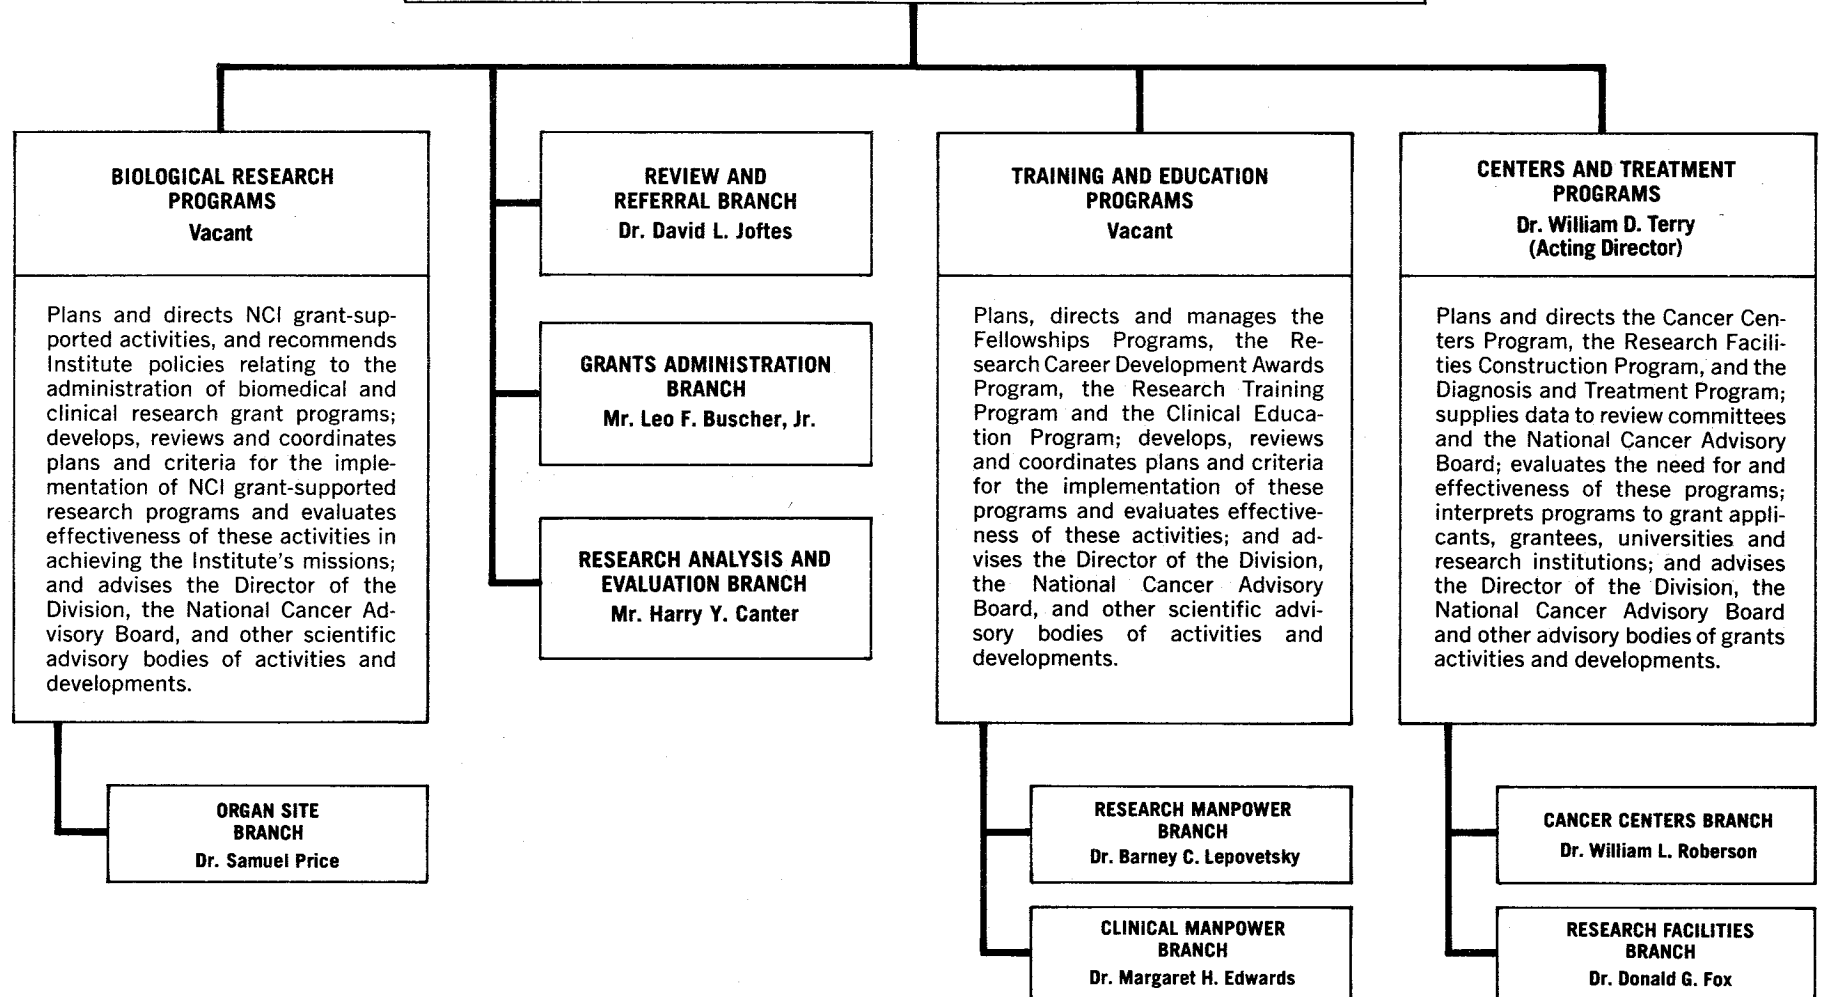 BIOLOGICAL RESEARCH
PROGRAMS
Vacant
Plans and directs NCI grant-sup-
ported activities, and recommends
Institute policies relating to the
administration of biomedical and
clinical research grant programs;
develops, reviews and coordinates
plans and criteria for the imple-
mentation of NCI grant-supported
research programs and evaluates
effectiveness of these activities in
achieving the Institute's missions;
and advises the Director of the
Division, the National Cancer Ad-
visory Board, and other scientific
advisory bodies of activities and
developments.
ORGAN SITE
BRANCH
Dr. Samuel Price
REVIEW AND
REFERRAL BRANCH
Dr. David L. Joftes
GRANTS ADMINISTRATION
BRANCH
Mr. Leo F. Buscher, Jr.
RESEARCH ANALYSIS AND
EVALUATION BRANCH
Mr. Harry Y. Canter
TRAINING AND EDUCATION
PROGRAMS
Vacant
Plans, directs and manages the
Fellowships Programs, the Re-
search Career Development Awards
Program, the Research Training
Program and the Clinical Educa-
tion Program; develops, reviews
and coordinates plans and criteria
for the implementation of these
programs and evaluates effective-
ness of these activities; and ad-
vises the Director of the Division,
the National Cancer Advisory
Board, and other scientific advi-
sory bodies of activities and
developments.
RESEARCH MANPOWER
BRANCH
Dr. Barney C. Lepovetsky
CLINICAL MANPOWER
BRANCH
Dr. Margaret H. Edwards
CENTERS AND TREATMENT
PROGRAMS
Dr. William D. Terry
(Acting Director)
Plans and directs the Cancer Cen-
ters Program, the Research Facili-
ties Construction Program, and the
Diagnosis and Treatment Program;
supplies data to review committees
and the National Cancer Advisory
Board; evaluates the need for and
effectiveness of these programs;
interprets programs to grant appli-
cants, grantees, universities and
research institutions; and advises
the Director of the Division, the
National Cancer Advisory Board
and other advisory bodies of grants
activities and developments.
CANCER CENTERS BRANCH
Dr. William L. Roberson
RESEARCH FACILITIES
BRANCH
Dr. Donald G. Fox